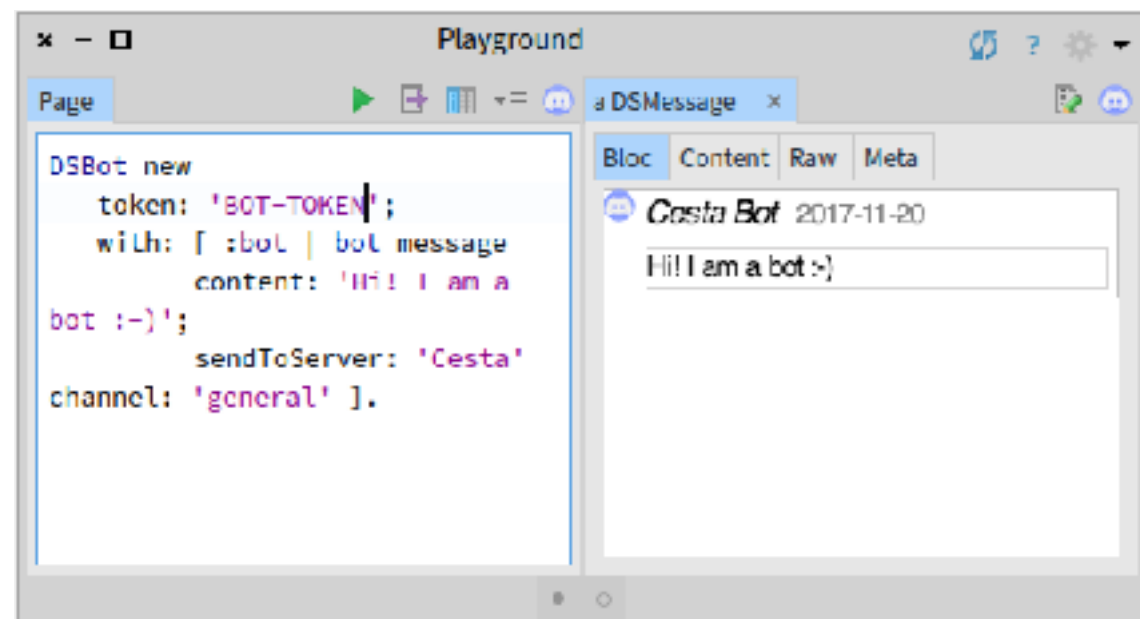 Playground
?
Page
a DSMessage ×
DSBot new
token: 'BOT-TOKEN';
with: [ :bot | bot message
content: 'Hi! I am a
bot :-)';
sendToServer: 'Cesta'
channel: 'general' ].
Bloc Content Raw Meta
Cesta Bot 2017-11-20
Hi! I am a bot :-)